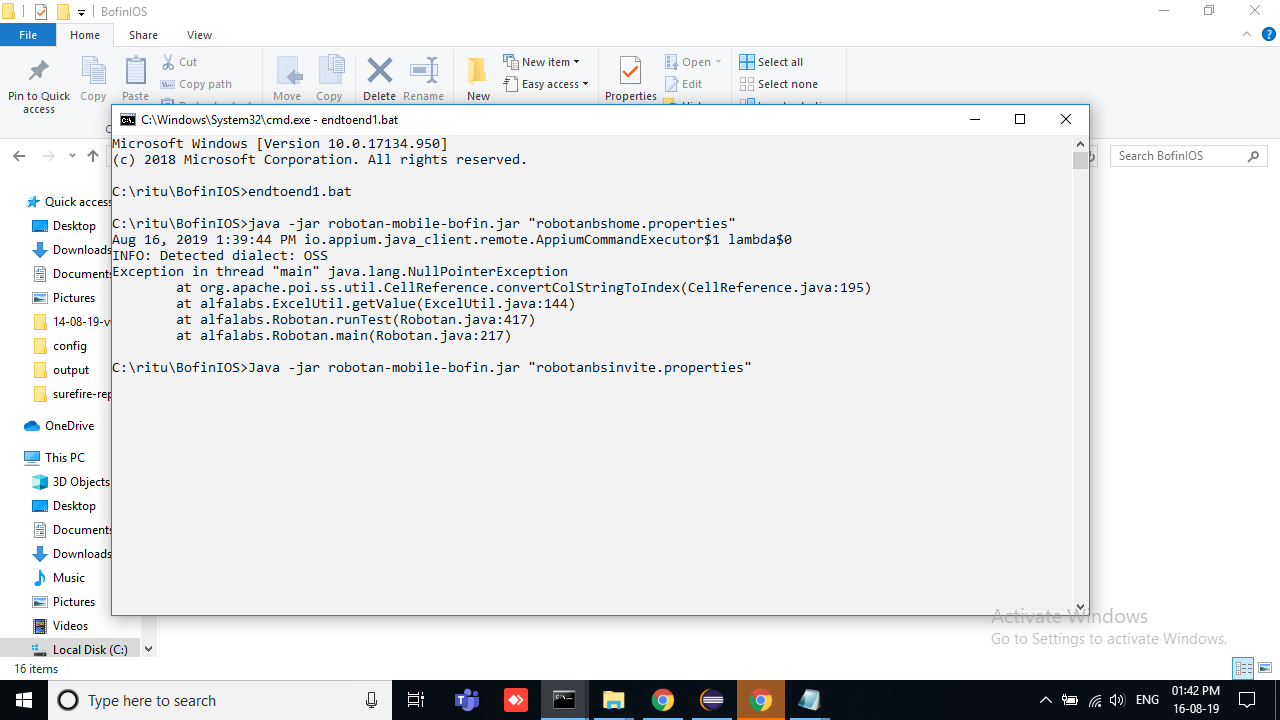 BofinIOS
File Home Share View
Pin to Quick access
Copy
Paste
Cut
Copy path
Move
Copy
Delete
Rename
New
New item
Easy access
Properties
Open
Edit
Select all
Select none
C:\Windows\System32\cmd.exe - endtoend1.bat
Microsoft Windows [Version 10.0.17134.950]
(c) 2018 Microsoft Corporation. All rights reserved.
C:\ritu\BofinIOS>endtoend1.bat
C:\ritu\BofinIOS>java -jar robotan-mobile-bofin.jar "robotanbshome.properties"
Aug 16, 2019 1:39:44 PM io.appium.java_client.remote.AppiumCommandExecutor$1 lambda$0
INFO: Detected dialect: OSS
Exception in thread "main" java.lang.NullPointerException
at org.apache.poi.ss.util.CellReference.convertColStringToIndex(CellReference.java:195)
at alfalabs.ExcelUtil.getValue(ExcelUtil.java:144)
at alfalabs.Robotan.runTest(Robotan.java:417)
at alfalabs.Robotan.main(Robotan.java:217)
C:\ritu\BofinIOS>Java -jar robotan-mobile-bofin.jar "robotanbsinvite.properties"
Search BofinIOS
Quick access
Desktop
Downloads
Documents
Pictures
14-08-19-v
config
output
surefire-rep
OneDrive
This PC
3D Objects
Desktop
Documents
Downloads
Music
Pictures
Videos
Local Disk (C:)
Activate Windows
Go to Settings to activate Windows.
16 items
Type here to search
ENG
01:42 PM
16-08-19